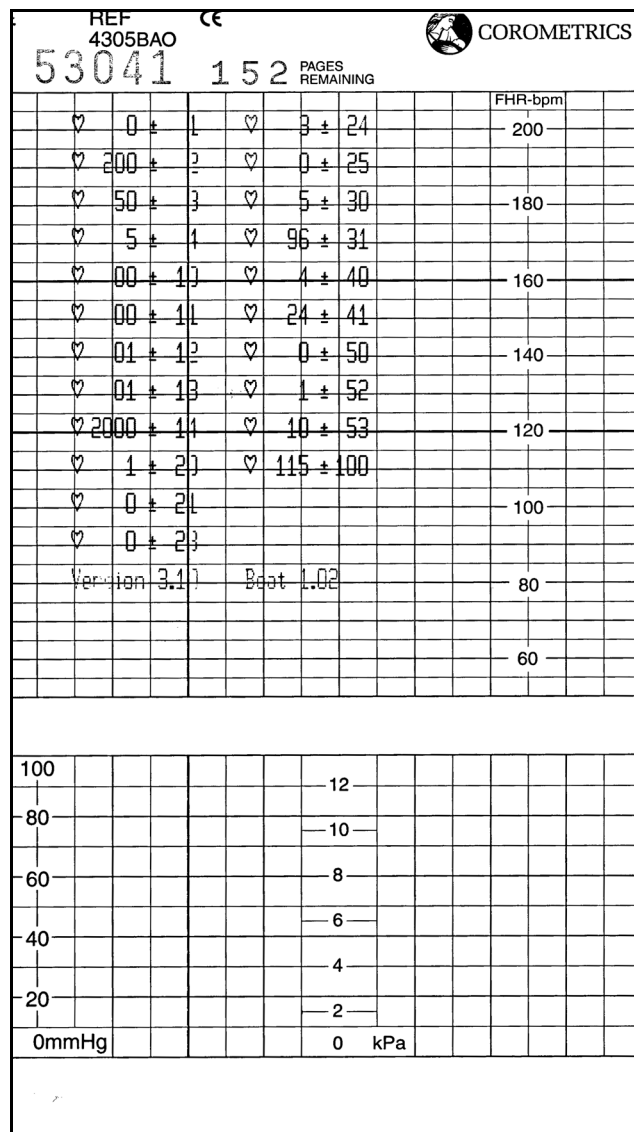 REF CE
4305BAO
COROMETRICS
53041 152 PAGES
REMAINING
FHR-bpm
♡ 0 ± 1 ♡ 3 ± 24 200
♡ 200 ± 2 ♡ 0 ± 25
♡ 50 ± 3 ♡ 5 ± 30 180
♡ 5 ± 4 ♡ 96 ± 31
♡ 00 ± 10 ♡ 4 ± 40 160
♡ 00 ± 11 ♡ 24 ± 41
♡ 01 ± 12 ♡ 0 ± 50 140
♡ 01 ± 13 ♡ 1 ± 52
♡ 2000 ± 14 ♡ 10 ± 53 120
♡ 1 ± 20 ♡ 115 ± 100
♡ 0 ± 21 100
♡ 0 ± 23
Version 3.10 Boot 1.02 80
60
100
12
80
10
60 8
6
40
4
20
2
0mmHg 0 kPa